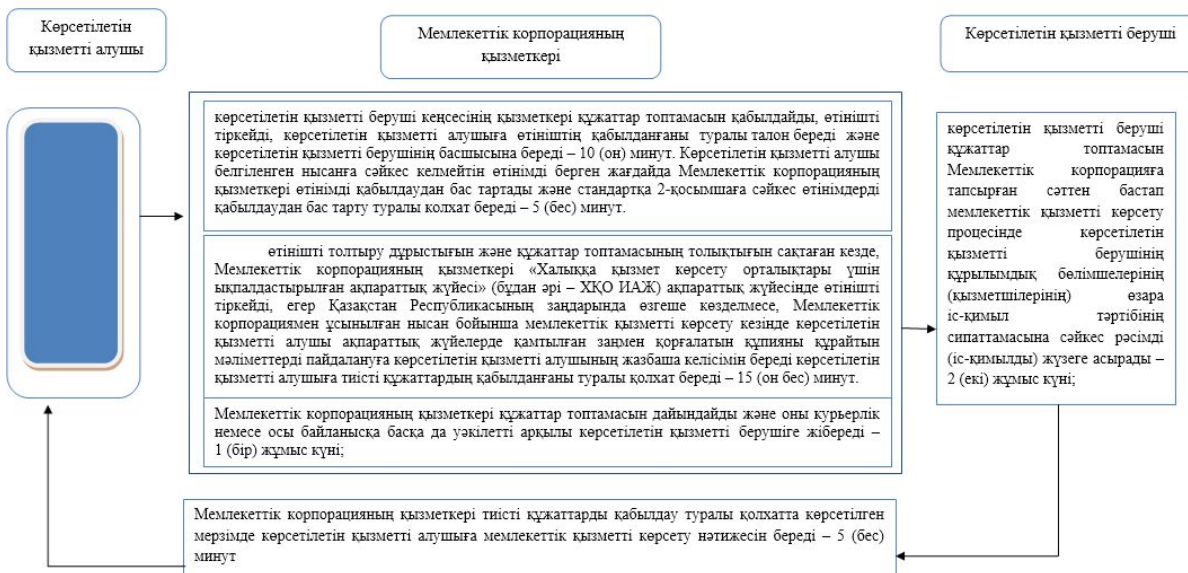 Көрсетілетін
қызметті алушы
Мемлекеттік корпорацияның
қызметкері
Көрсетілетін қызметті беруші
көрсетілетін қызметті беруші кеңсесінің қызметкері құжаттар топтамасын қабылдайды, өтінішті
тіркейді, көрсетілетін қызметті алушыға өтініштің қабылданғаны туралы талон береді және
көрсетілетін қызметті берушінің басшысына береді – 10 (он) минут. Көрсетілетін қызметті алушы
белгіленген нысанға сәйкес келмейтін өтінімді берген жағдайда Мемлекеттік корпорацияның
қызметкері өтінімді қабылдаудан бас тартады және стандартқа 2-қосымшаға сәйкес өтінімдерді
қабылдаудан бас тарту туралы қолхат береді – 5 (бес) минут.
өтінішті толтыру дұрыстығын және құжаттар топтамасының толықтығын сақтаған кезде,
Мемлекеттік корпорацияның қызметкері «Халыққа қызмет көрсету орталықтары үшін
ықпалдастырылған ақпараттық жүйесі» (бұдан әрі – ХҚО ИАЖ) ақпараттық жүйесінде өтінішті
тіркейді, егер Қазақстан Республикасының заңдарында өзгеше көзделмесе, Мемлекеттік
корпорациямен ұсынылған нысан бойынша мемлекеттік қызметті көрсету кезінде көрсетілетін
қызметті алушы ақпараттық жүйелерде қамтылған заңмен қорғалатын құпияны құрайтын
мәліметтерді пайдалануға көрсетілетін қызметті алушының жазбаша келісімін береді көрсетілетін
қызметті алушыға тиісті құжаттардың қабылданғаны туралы қолхат береді – 15 (он бес) минут.
Мемлекеттік корпорацияның қызметкері құжаттар топтамасын дайындайды және оны курьерлік
немесе осы байланысқа басқа да уәкілетті арқылы көрсетілетін қызметті берушіге жібереді –
1 (бір) жұмыс күні;
көрсетілетін қызметті беруші
құжаттар топтамасын
Мемлекеттік корпорацияға
тапсырған сәттен бастап
мемлекеттік қызметті көрсету
процесінде көрсетілетін
қызметті берушінің
құрылымдық бөлімшелерінің
(қызметшілерінің) өзара
іс-қимыл тәртібінің
сипаттамасына сәйкес рәсімді
(іс-қимылды) жүзеге асырады –
2 (екі) жұмыс күні;
Мемлекеттік корпорацияның қызметкері тиісті құжаттарды қабылдау туралы қолхатта көрсетілген
мерзімде көрсетілетін қызметті алушыға мемлекеттік қызметті көрсету нәтижесін береді – 5 (бес)
минут